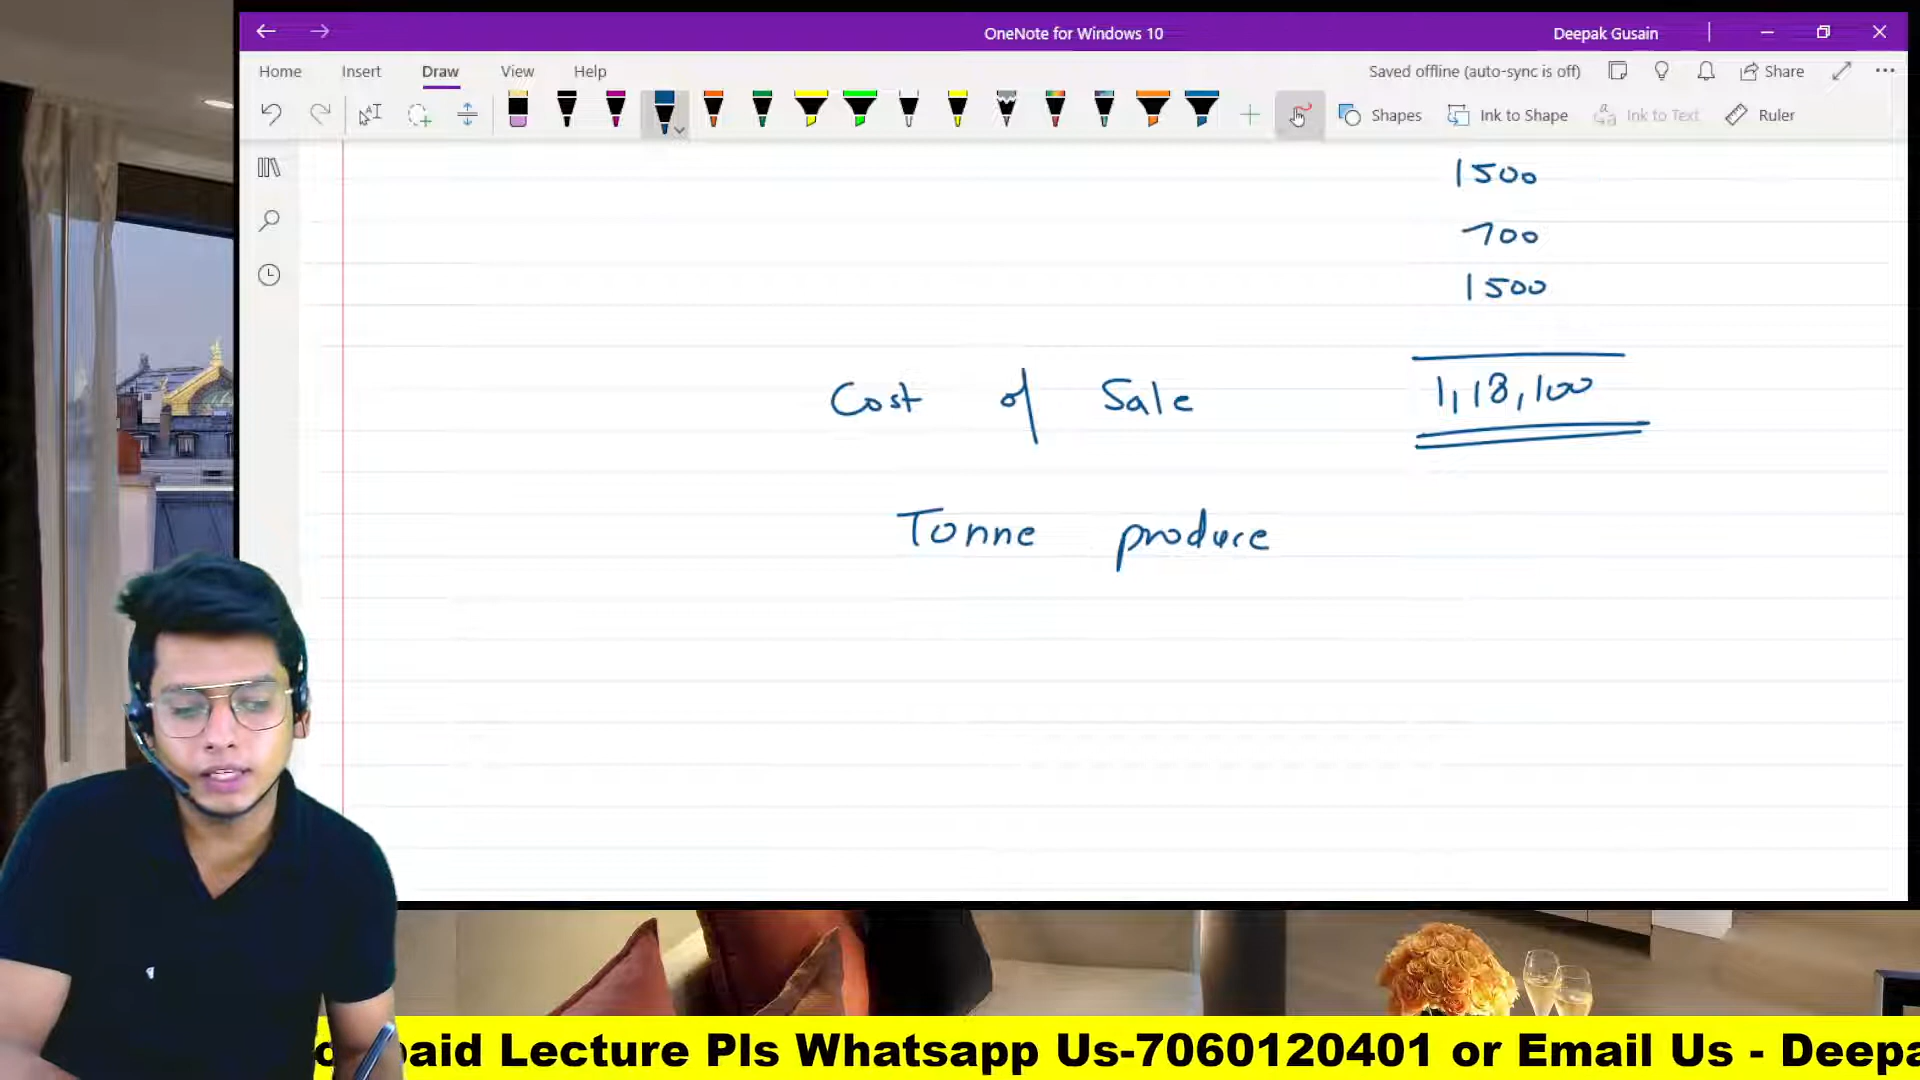 OneNote for Windows 10
Deepak Gusain
Home Insert Draw View Help
Saved offline (auto-sync is off)
Share
Shapes
Ink to Shape
Ink to Text
Ruler
1500
700
1500
Cost of Sale 1,18,100
Tonne produce
paid Lecture Pls Whatsapp Us-7060120401 or Email Us - Deepa